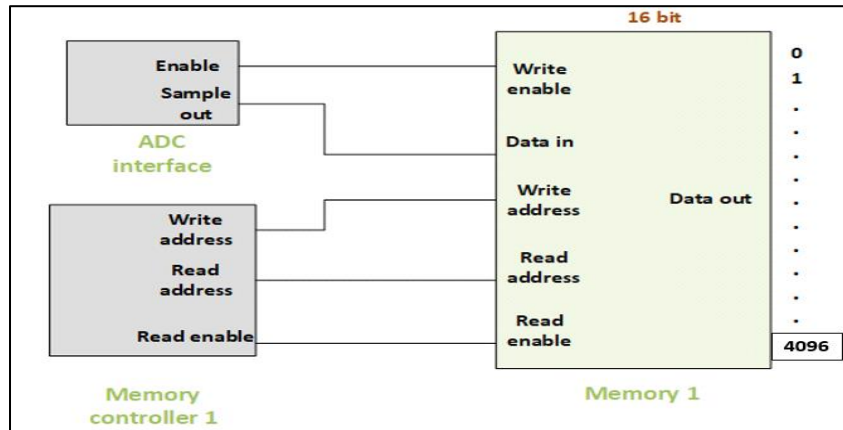 16 bit
Enable
Sample
out
ADC
interface
Write
address
Read
address
Read enable
Memory
controller 1
Write
enable
Data in
Write
address
Read
address
Read
enable
Data out
Memory 1
0
1
.
.
.
.
.
.
.
.
.
.
4096